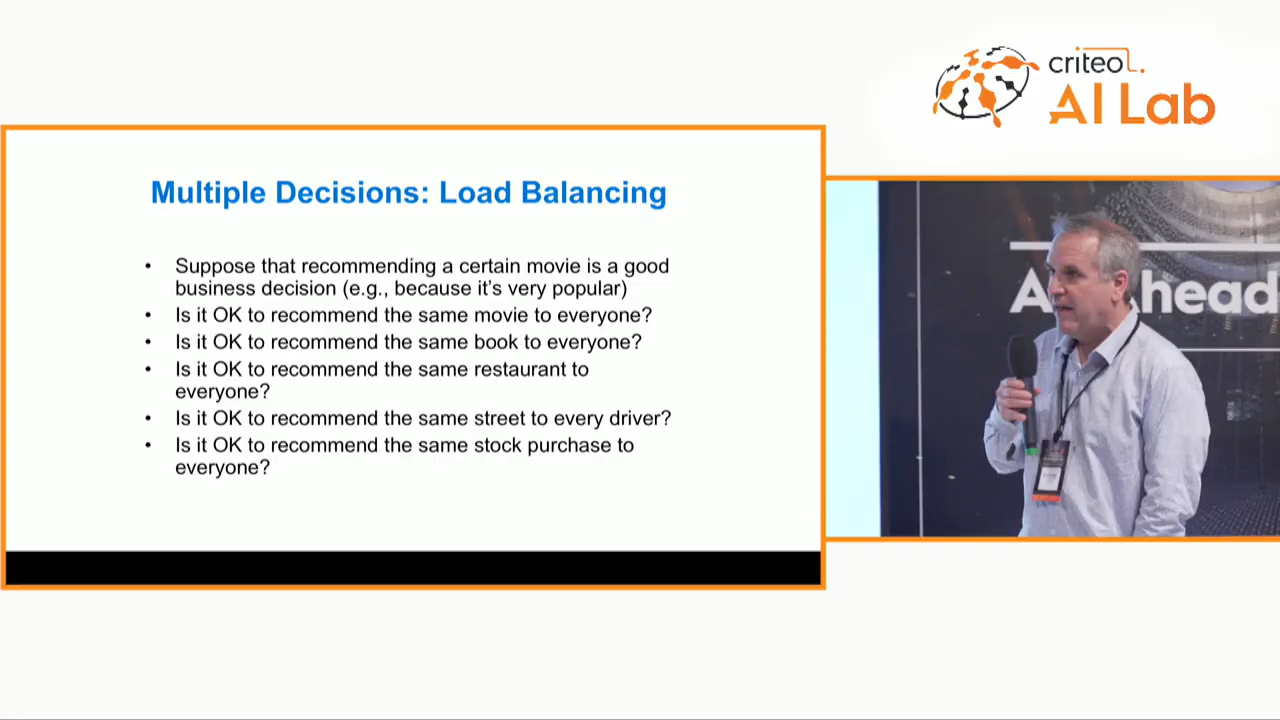 criteo
AI Lab
Multiple Decisions: Load Balancing
• Suppose that recommending a certain movie is a good
business decision (e.g., because it's very popular)
• Is it OK to recommend the same movie to everyone?
• Is it OK to recommend the same book to everyone?
• Is it OK to recommend the same restaurant to
everyone?
• Is it OK to recommend the same street to every driver?
• Is it OK to recommend the same stock purchase to
everyone?
head